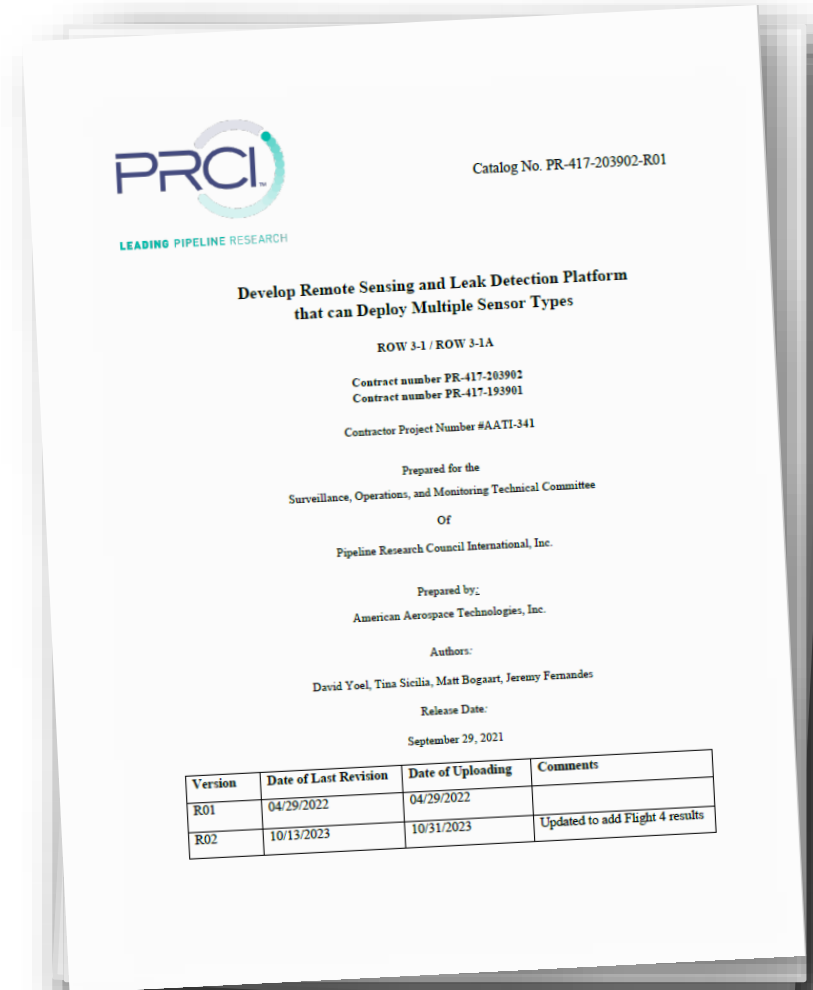 PRCI™
LEADING PIPELINE RESEARCH
Catalog No. PR-417-203902-R01
Develop Remote Sensing and Leak Detection Platform
that can Deploy Multiple Sensor Types
ROW 3-1 / ROW 3-1A
Contract number PR-417-203902
Contract number PR-417-193901
Contractor Project Number #AATI-341
Prepared for the
Surveillance, Operations, and Monitoring Technical Committee
Of
Pipeline Research Council International, Inc.
Prepared by:
American Aerospace Technologies, Inc.
Authors:
David Yoel, Tina Sicilia, Matt Bogaart, Jeremy Fernandes
Release Date:
September 29, 2021
Version Date of Last Revision Date of Uploading Comments
R01 04/29/2022 04/29/2022
R02 10/13/2023 10/31/2023 Updated to add Flight 4 results